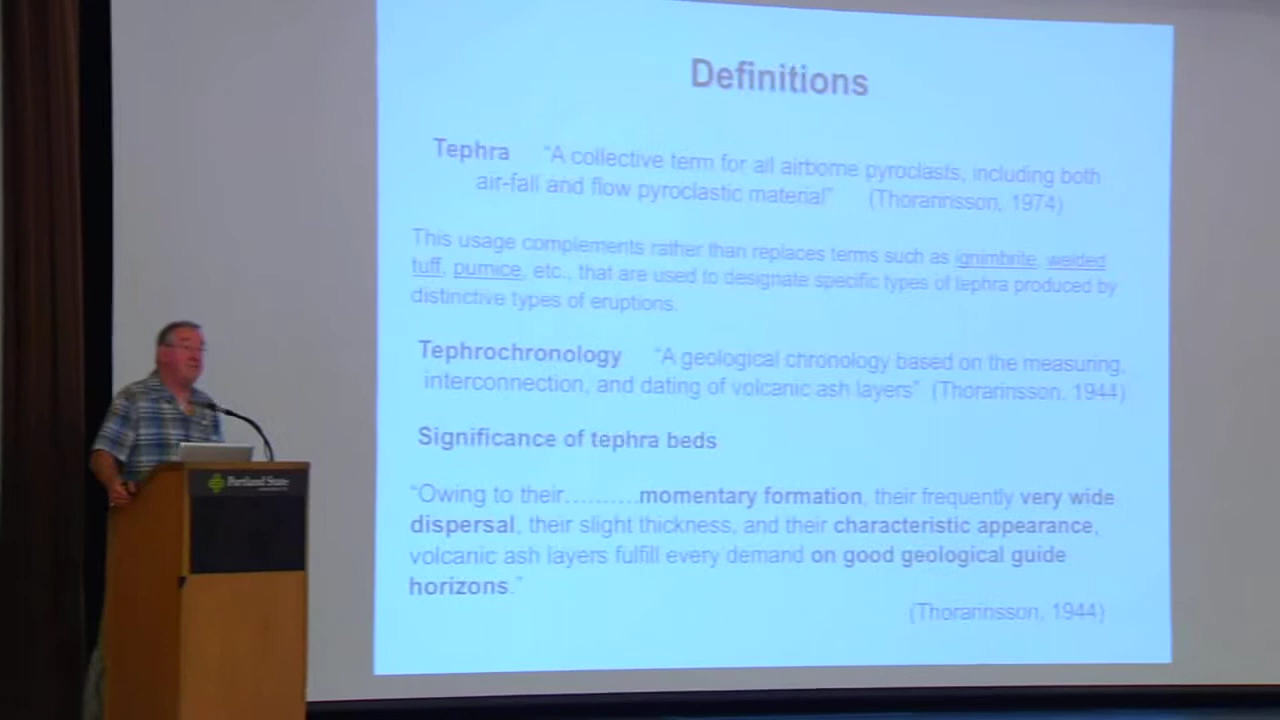 Definitions
Tephra "A collective term for all airborne pyroclasts, including both
air-fall and flow pyroclastic material" (Thorarinsson, 1974)
This usage complements rather than replaces terms such as ignimbrite, welded
tuff, pumice, etc., that are used to designate specific types of tephra produced by
distinctive types of eruptions.
Tephrochronology "A geological chronology based on the measuring,
interconnection, and dating of volcanic ash layers" (Thorarinsson, 1944)
Significance of tephra beds
"Owing to their..........momentary formation, their frequently very wide
dispersal, their slight thickness, and their characteristic appearance,
volcanic ash layers fulfill every demand on good geological guide
horizons."
(Thorarinsson, 1944)
Portland State